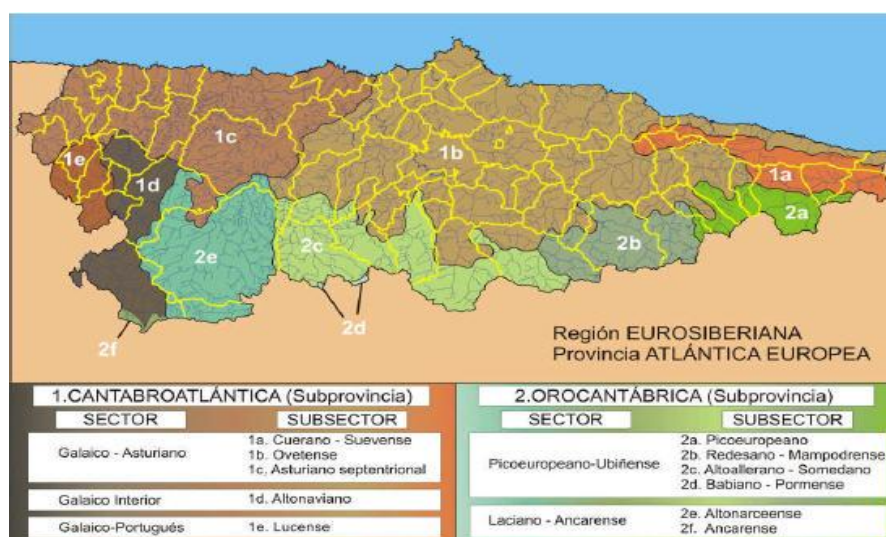 1e
1d
1c
1b
1a
2a
2b
2c
2e
2d
2f
Región EUROSIBERIANA
Provincia ATLÁNTICA EUROPEA
1.CANTABROATLÁNTICA (Subprovincia)
SECTOR SUBSECTOR
Galaico - Asturiano
1a. Cuerano - Suevense
1b. Ovetense
1c. Asturiano septentrional
Galaico Interior 1d. Altonaviano
Galaico-Portugués 1e. Lucense
2.OROCANTÁBRICA (Subprovincia)
SECTOR SUBSECTOR
Picoeuropeano-Ubiñense
2a. Picoeuropeano
2b. Redesano - Mampodrense
2c. Altoallerano - Somedano
2d. Babiano - Pormense
Laciano - Ancarense
2e. Altonarceense
2f. Ancarense